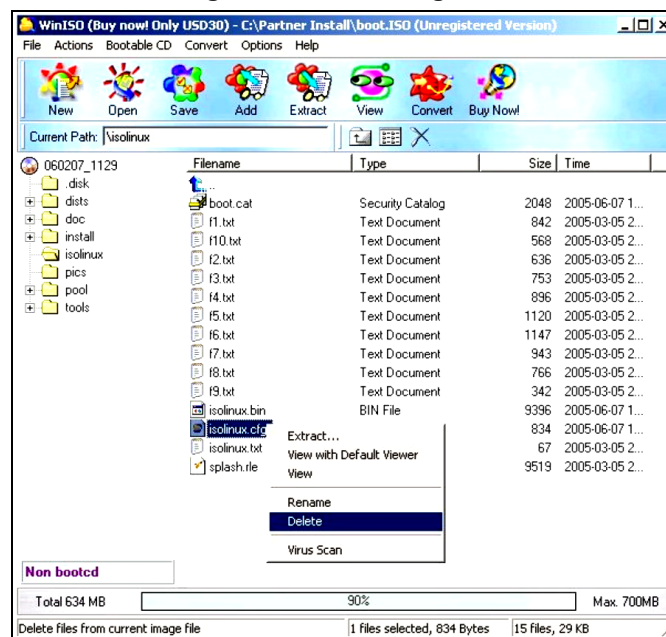 WinISO (Buy now! Only USD30) - C:\Partner Install\boot.ISO (Unregistered Version)
File Actions Bootable CD Convert Options Help
New Open Save Add Extract View Convert Buy Now!
Current Path: \isolinux
060207_1129
.disk
dists
doc
install
isolinux
pics
pool
tools
Filename Type Size Time
..
boot.cat Security Catalog 2048 2005-06-07 1...
f1.txt Text Document 842 2005-03-05 2...
f10.txt Text Document 568 2005-03-05 2...
f2.txt Text Document 636 2005-03-05 2...
f3.txt Text Document 753 2005-03-05 2...
f4.txt Text Document 896 2005-03-05 2...
f5.txt Text Document 1120 2005-03-05 2...
f6.txt Text Document 1147 2005-03-05 2...
f7.txt Text Document 943 2005-03-05 2...
f8.txt Text Document 766 2005-03-05 2...
f9.txt Text Document 342 2005-03-05 2...
isolinux.bin BIN File 9396 2005-06-07 1...
isolinux.cfg 834 2005-06-07 1...
isolinux.txt 67 2005-03-05 2...
splash.rle 9519 2005-03-05 2...
Extract...
View with Default Viewer
View
Rename
Delete
Virus Scan
Non bootcd
Total 634 MB 90% Max. 700MB
Delete files from current image file 1 files selected, 834 Bytes 15 files, 29 KB